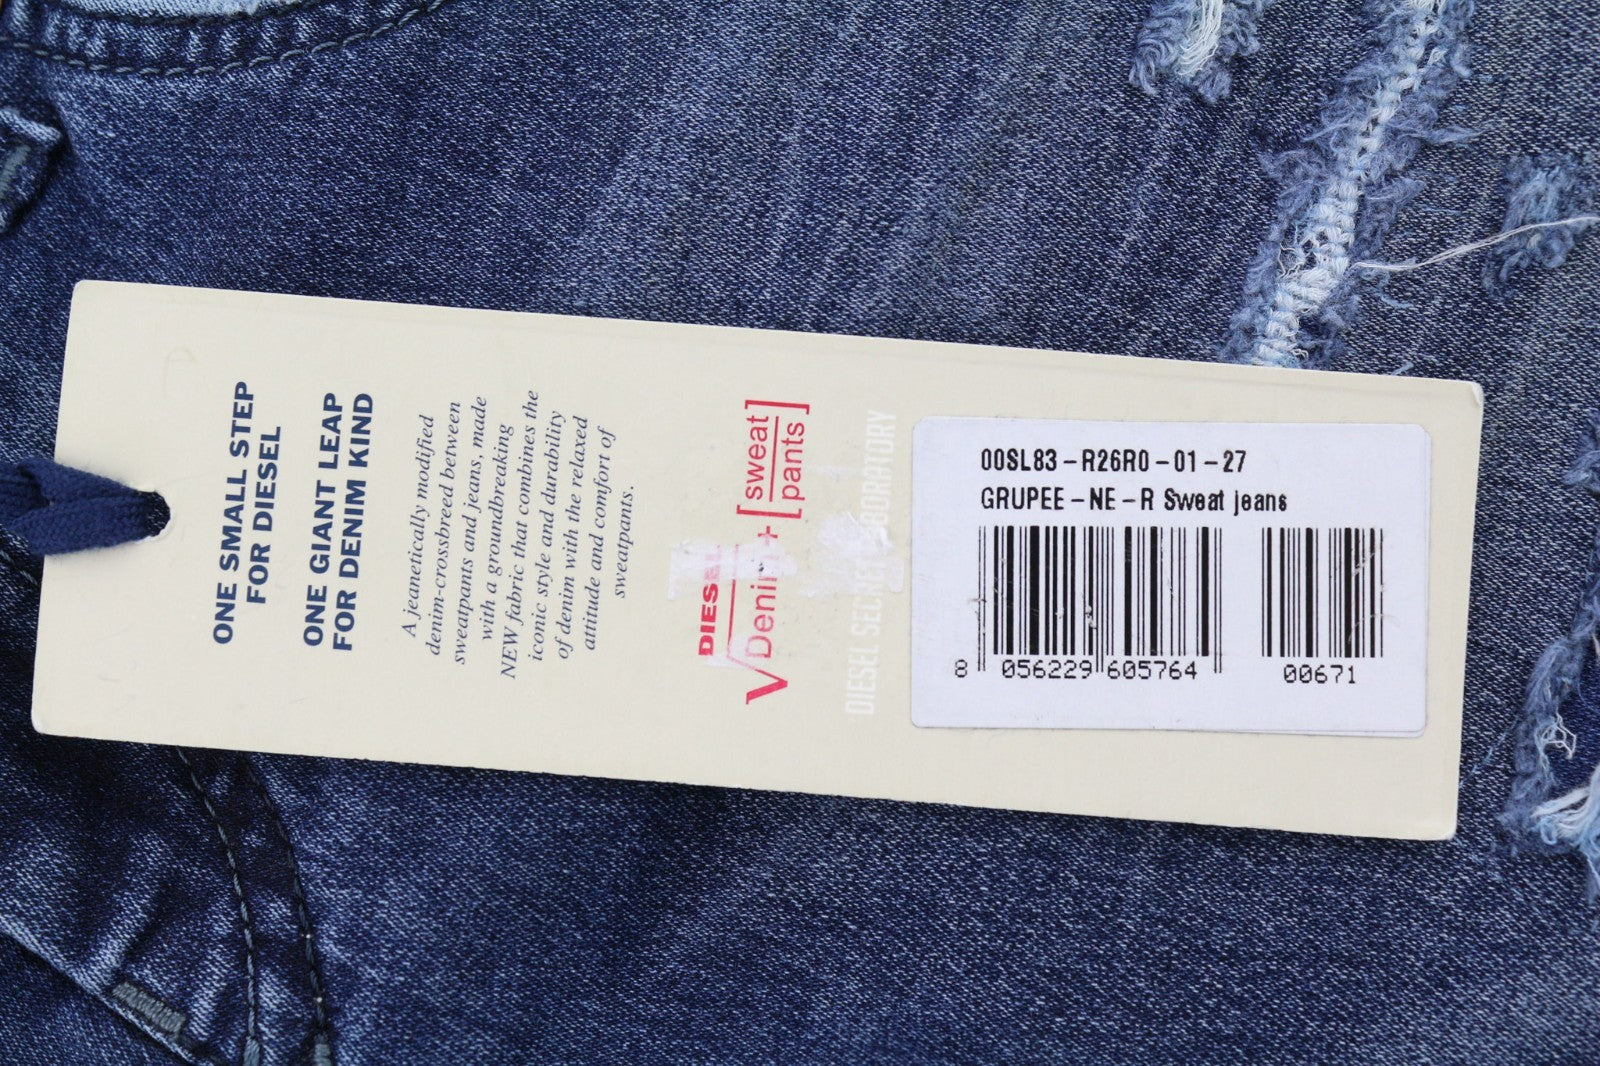 ONE SMALL STEP
FOR DIESEL
ONE GIANT LEAP
FOR DENIM KIND
A jeanetically modified
denim-crossbreed between
sweatpants and jeans, made
with a groundbreaking
NEW fabric that combines the
iconic style and durability
of denim with the relaxed
attitude and comfort of
sweatpants.
DIESEL
√Denim+[sweat
pants]
DIESEL SECRET LABORATORY
00SL83-R26R0-01-27
GRUPEE-NE-R Sweat jeans
8 056229 605764 00671